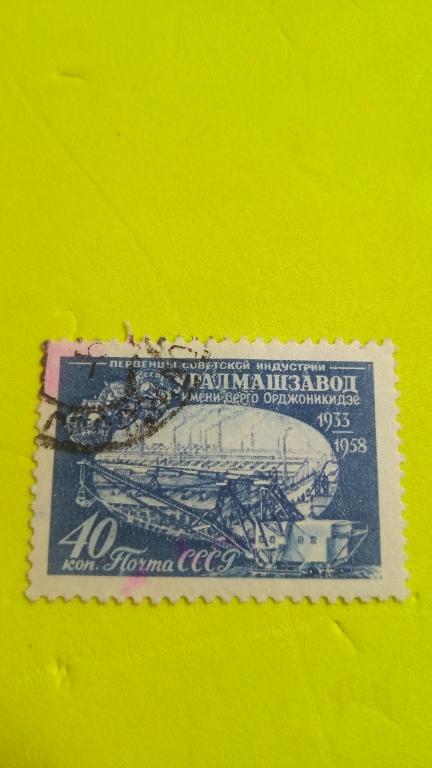 ПЕРВЕНЦЫ СОВЕТСКОЙ ИНДУСТРИИ
УРАЛМАШЗАВОД
ИМЕНИ СЕРГО ОРДЖОНИКИДЗЕ
1933
1958
40
коп. Почта СССР